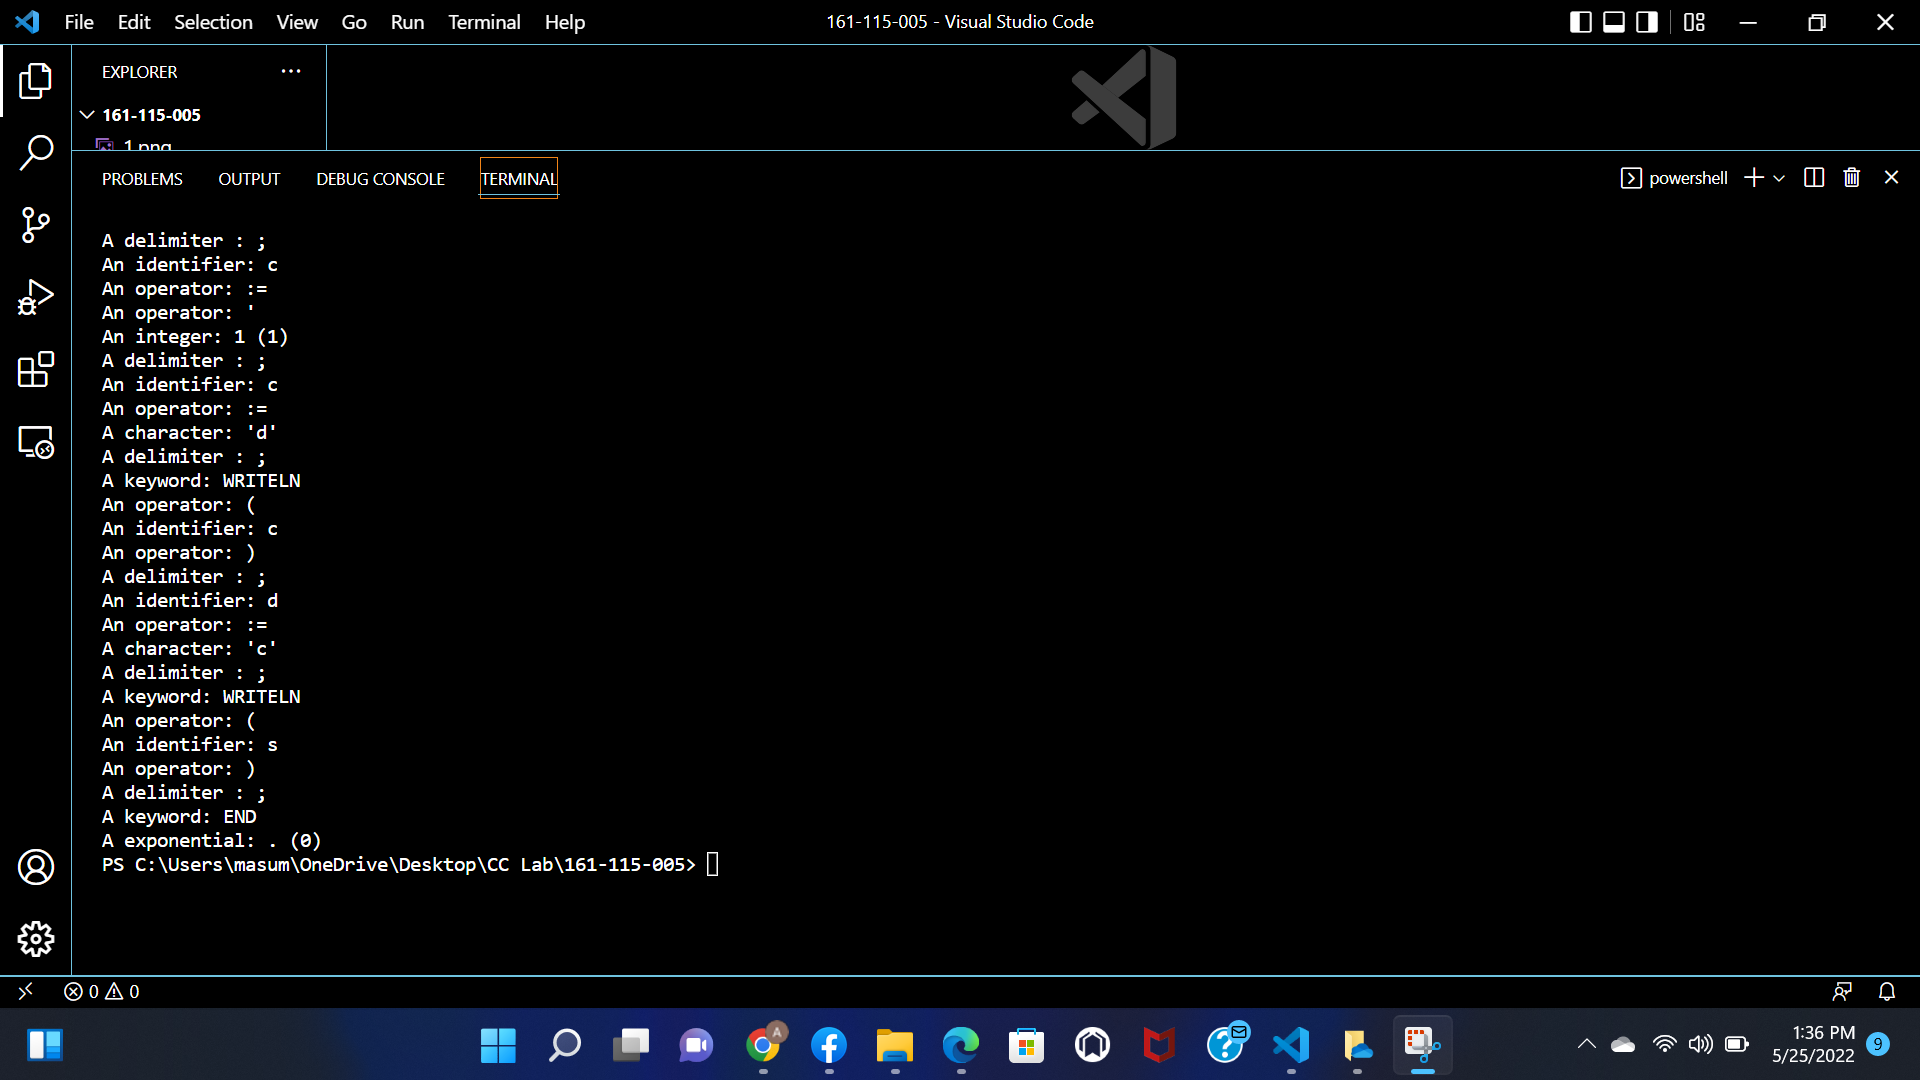 File Edit Selection View Go Run Terminal Help 161-115-005 - Visual Studio Code
EXPLORER ...
161-115-005
1.png
PROBLEMS OUTPUT DEBUG CONSOLE TERMINAL powershell
A delimiter : ;
An identifier: c
An operator: :=
An operator: '
An integer: 1 (1)
A delimiter : ;
An identifier: c
An operator: :=
A character: 'd'
A delimiter : ;
A keyword: WRITELN
An operator: (
An identifier: c
An operator: )
A delimiter : ;
An identifier: d
An operator: :=
A character: 'c'
A delimiter : ;
A keyword: WRITELN
An operator: (
An identifier: s
An operator: )
A delimiter : ;
A keyword: END
A exponential: . (0)
PS C:\Users\masum\OneDrive\Desktop\CC Lab\161-115-005>
0 0
A
1:36 PM
5/25/2022 9